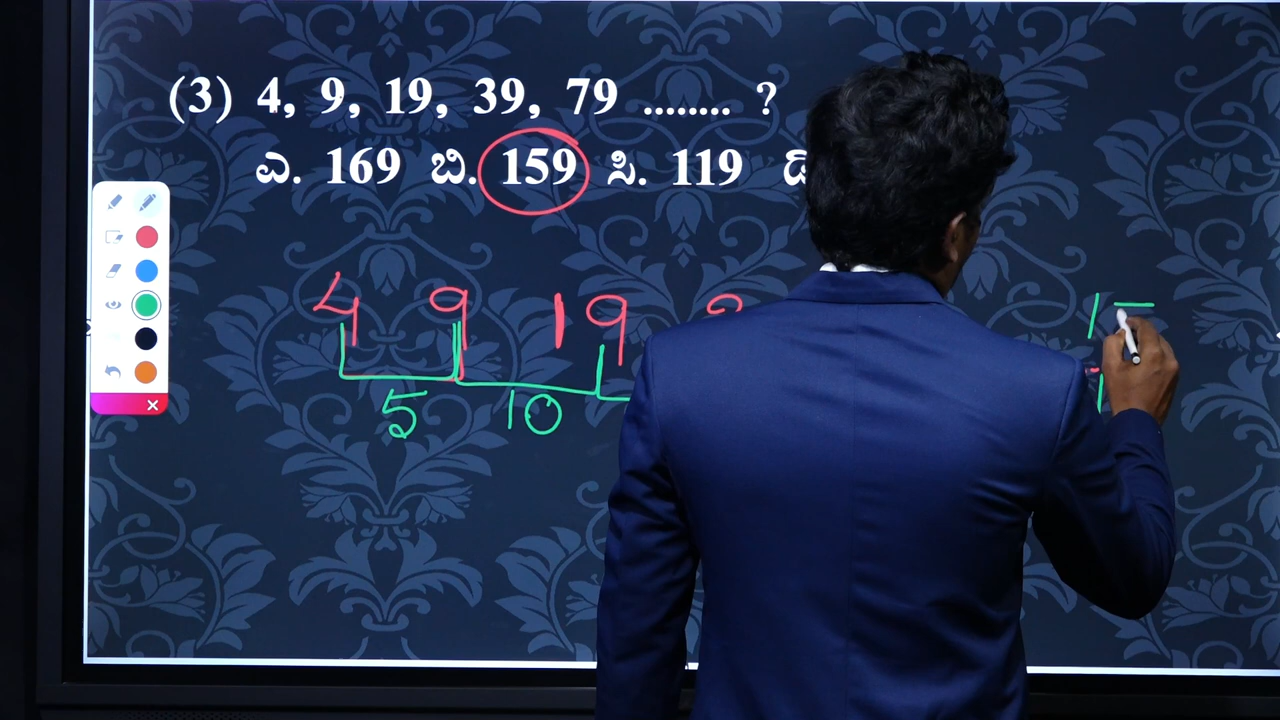 (3) 4, 9, 19, 39, 79 ........ ?
ಎ. 169 ಬಿ. 159 ಸಿ. 119
4 9 19
5 10